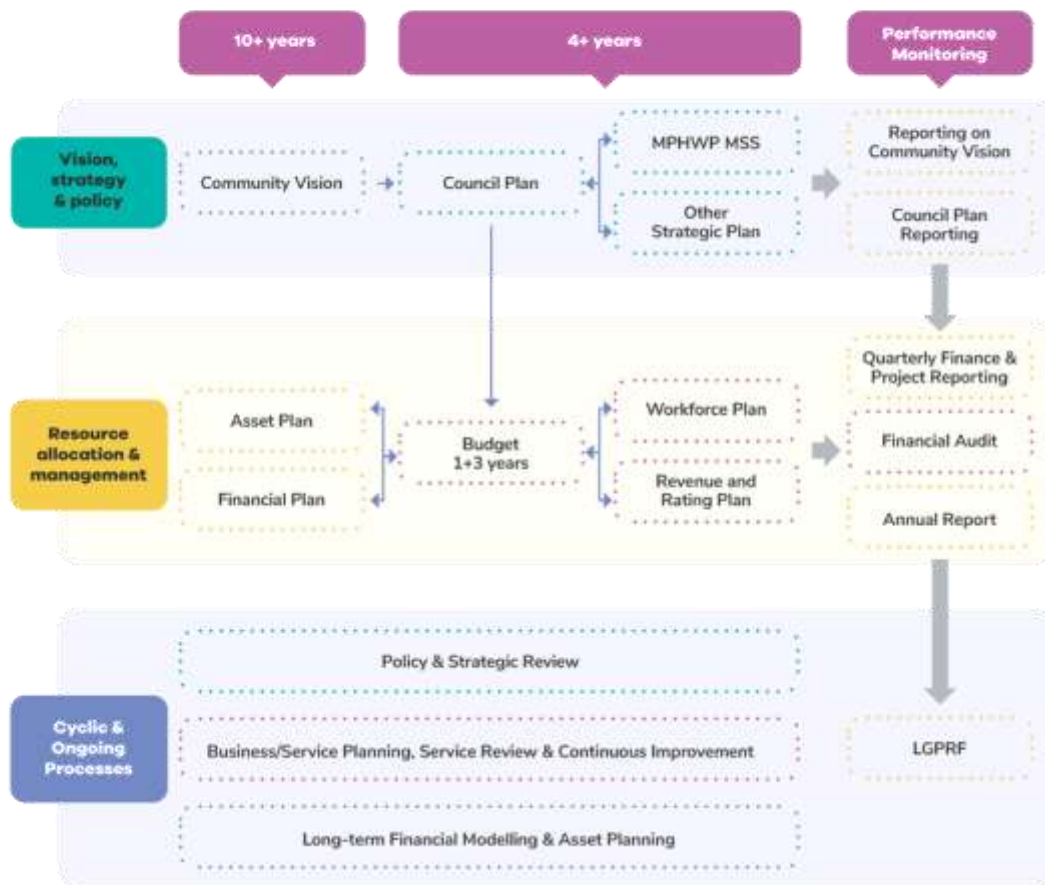 10+ years
4+ years
Performance
Monitoring
Vision,
strategy
& policy
Community Vision
Council Plan
MPHWP MSS
Other
Strategic Plan
Reporting on
Community Vision
Council Plan
Reporting
Resource
allocation &
management
Asset Plan
Financial Plan
Budget
1+3 years
Workforce Plan
Revenue and
Rating Plan
Quarterly Finance &
Project Reporting
Financial Audit
Annual Report
Cyclic &
Ongoing
Processes
Policy & Strategic Review
Business/Service Planning, Service Review & Continuous Improvement
Long-term Financial Modelling & Asset Planning
LGPRF